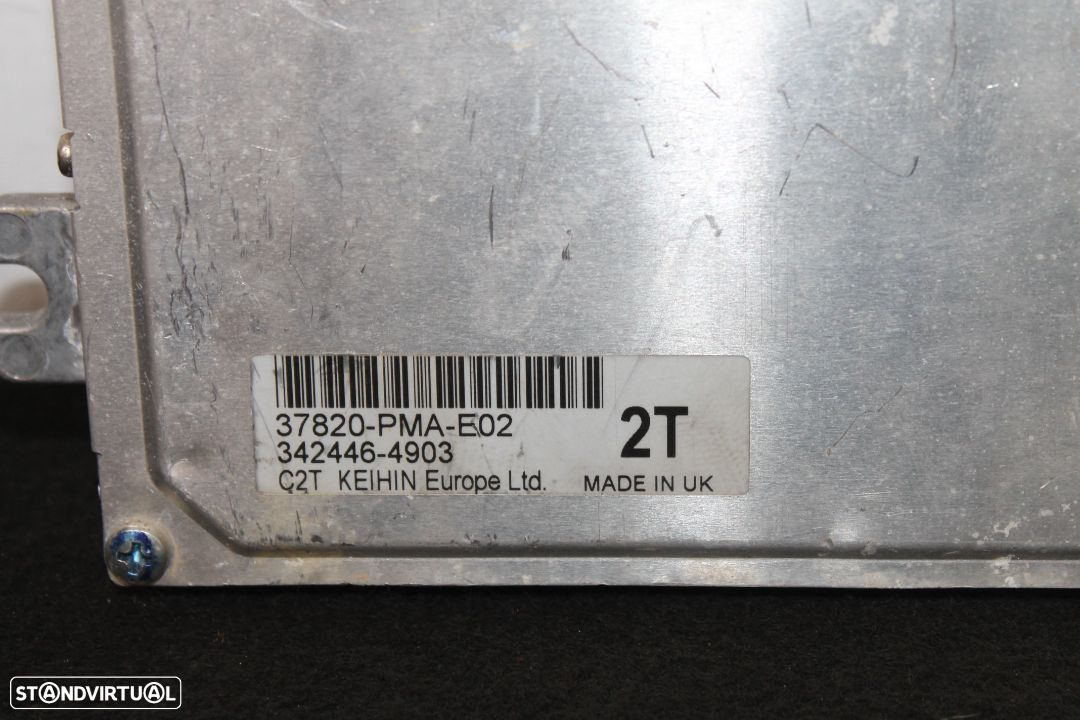 37820-PMA-E02
342446-4903
2T
C2T KEIHIN Europe Ltd.
MADE IN UK
STANDVIRTUAL